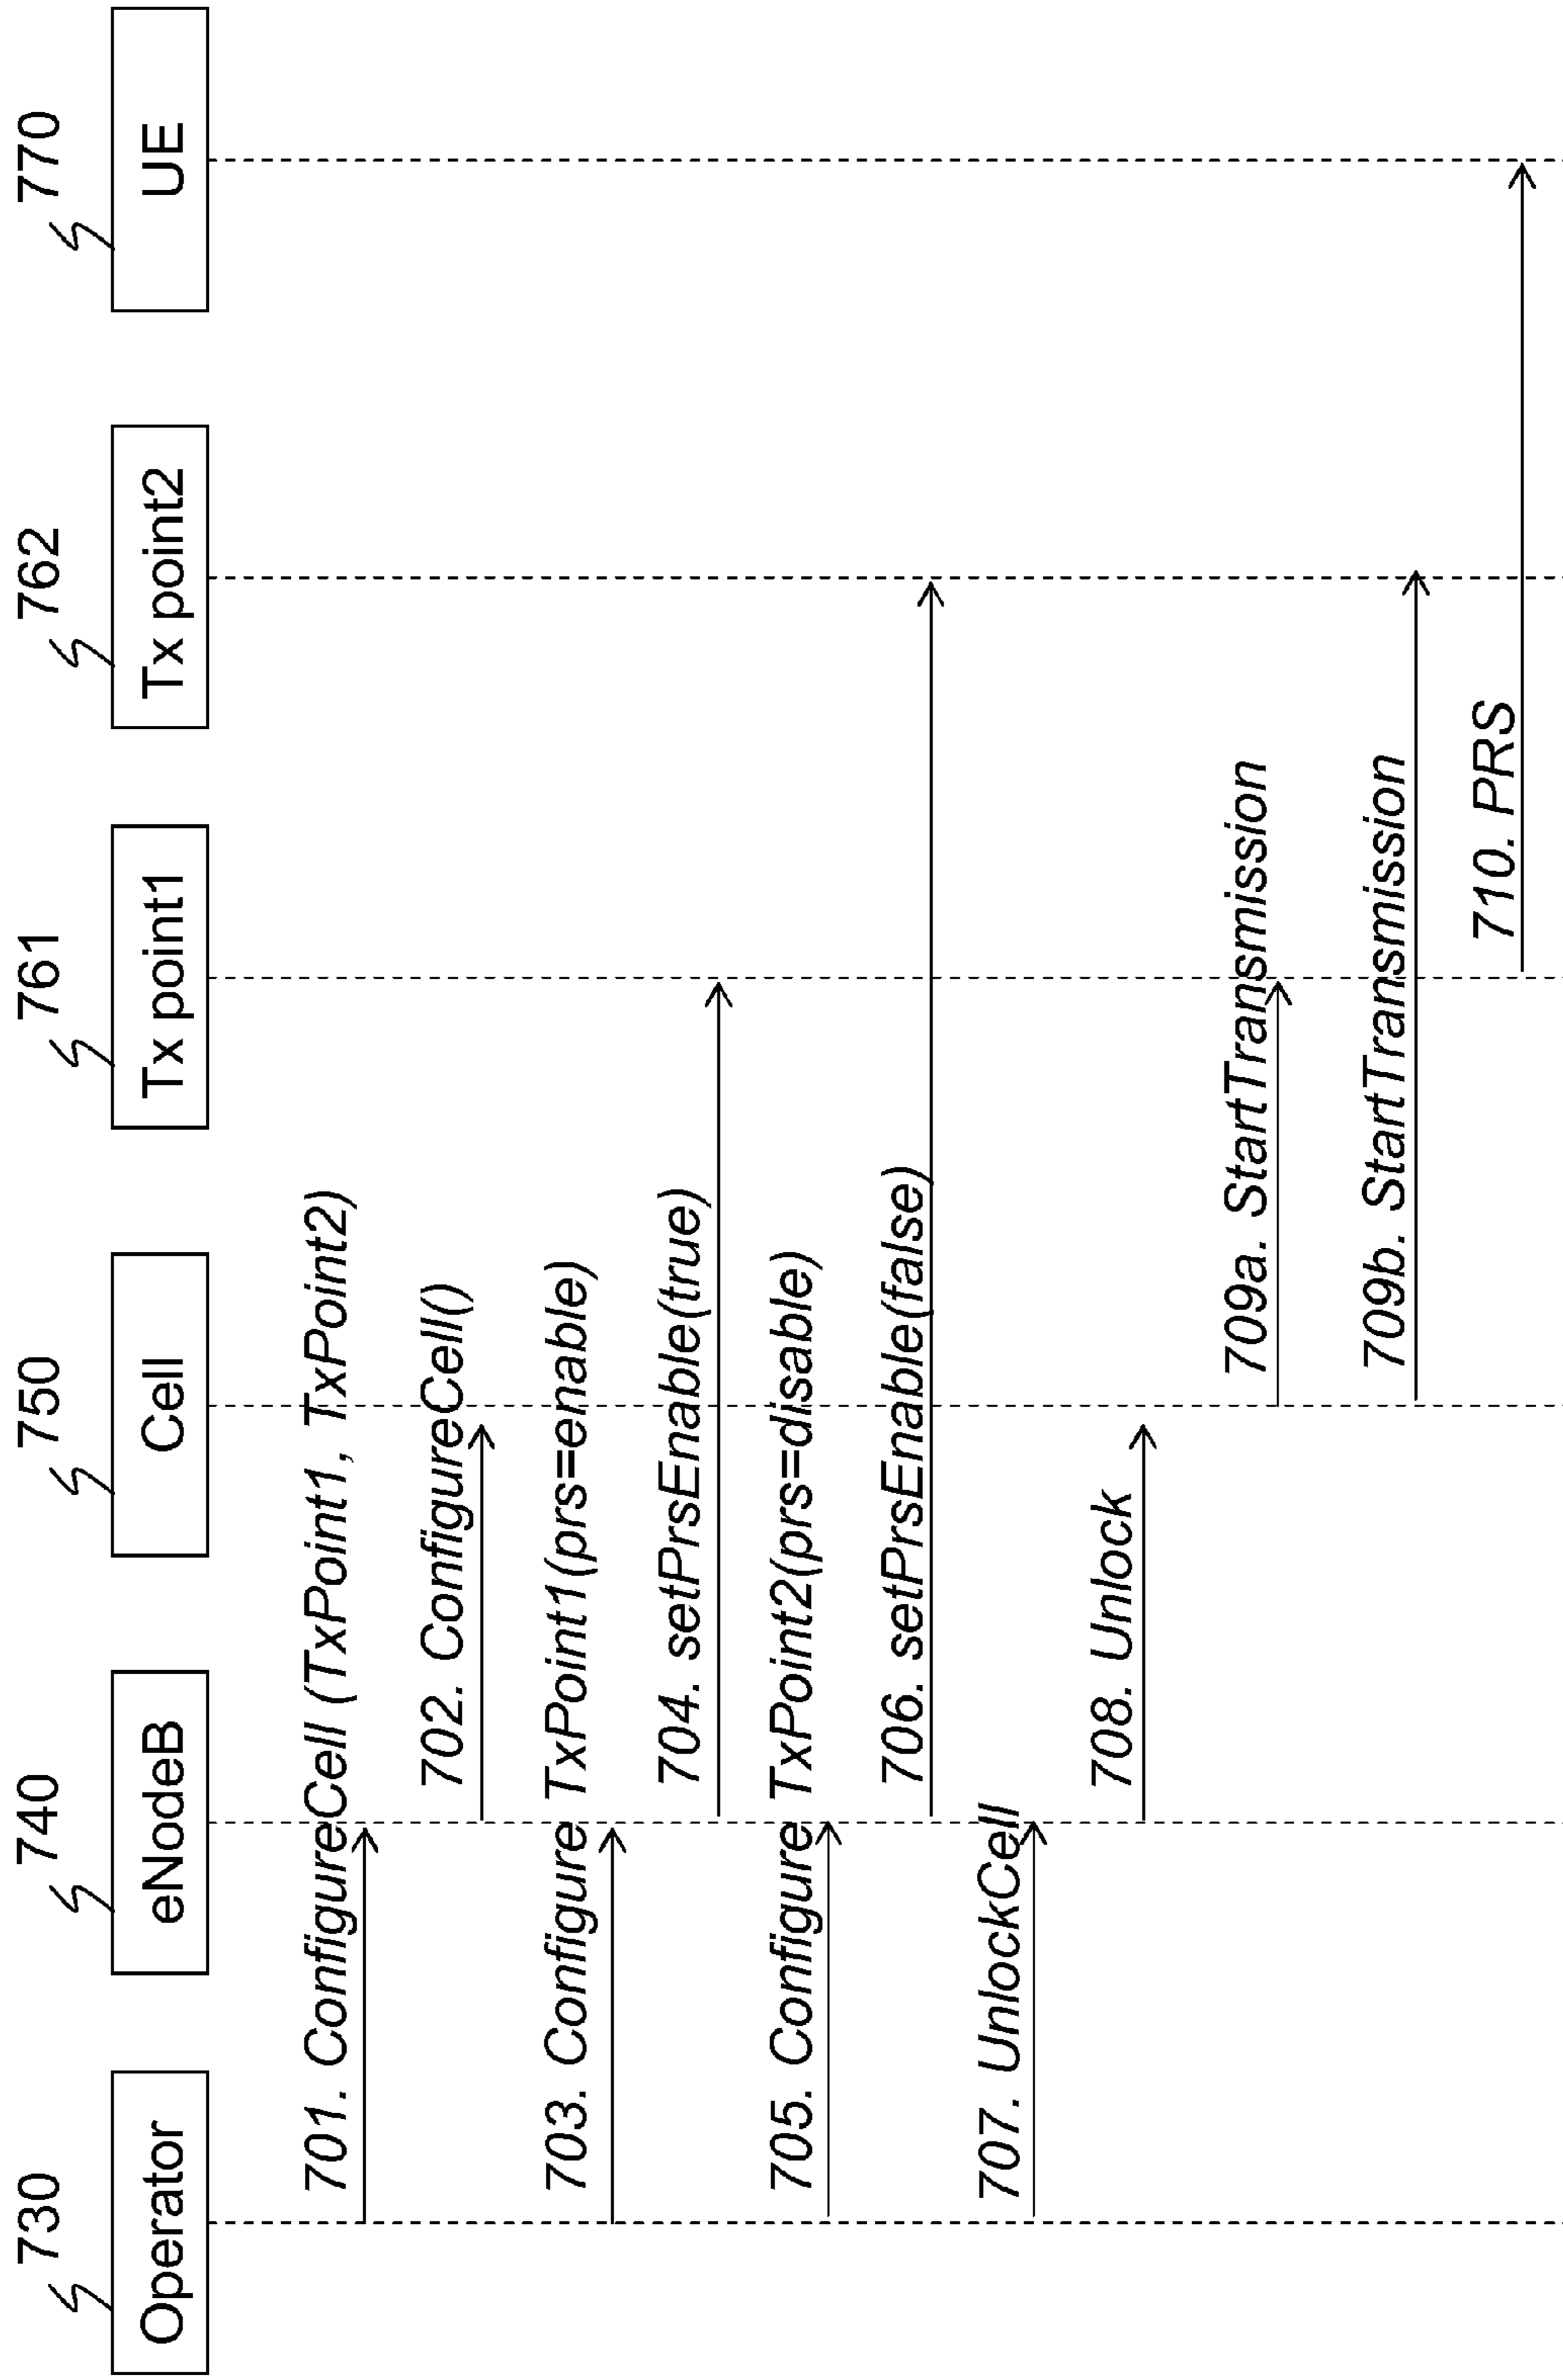 730
740
750
761
762
770
Operator
eNodeB
Cell
Tx point1
Tx point2
UE
701. ConfigureCell (TxPoint1, TxPoint2)
702. ConfigureCell()
703. Configure TxPoint1(prs=enable)
704. setPrsEnable(true)
705. Configure TxPoint2(prs=disable)
706. setPrsEnable(false)
707. UnlockCell
708. Unlock
709a. StartTransmission
709b. StartTransmission
710. PRS